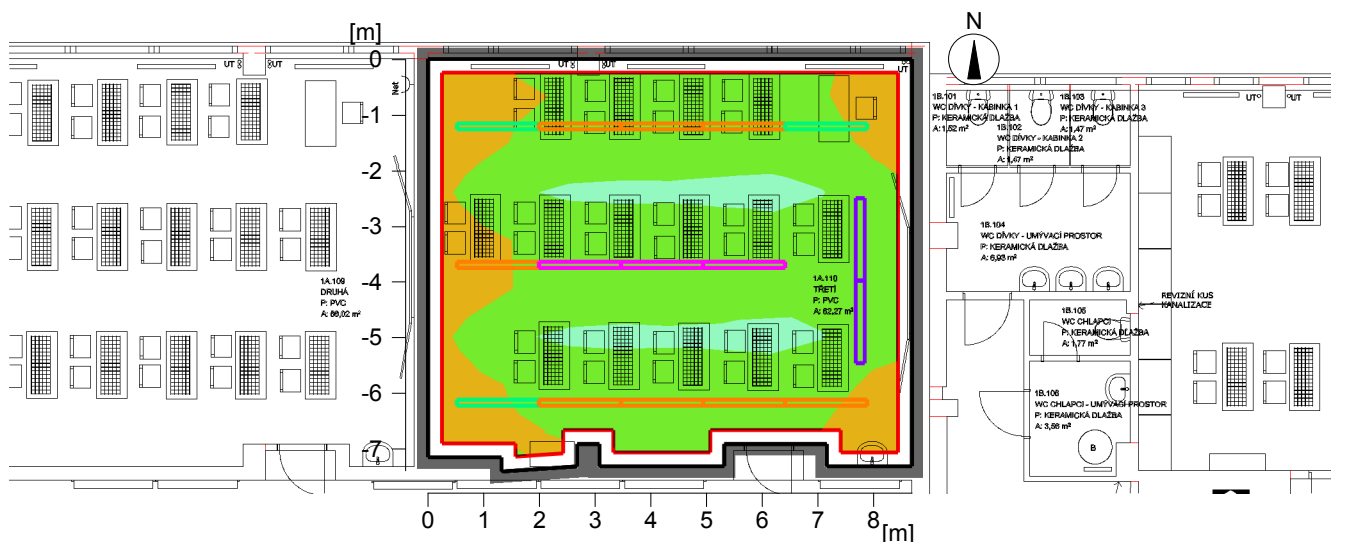 [m]
N
0
-1
-2
-3
-4
-5
-6
-7
0 1 2 3 4 5 6 7 8 [m]
UT UT
UT UT
UT
UT UT
Net
1A.109
DRUHÁ
P: PVC
1A.110
TŘETÍ
P: PVC
A: 62,27 m²
1B.101
WC DÍVKY - KABINKA 1
P: KERAMICKÁ DLAŽBA
A: 1,52 m²
1B.102
WC DÍVKY - KABINKA 2
P: KERAMICKÁ DLAŽBA
A: 1,47 m²
1B.103
WC DÍVKY - KABINKA 3
P: KERAMICKÁ DLAŽBA
A: 1,47 m²
1B.104
WC DÍVKY - UMÝVACÍ PROSTOR
P: KERAMICKÁ DLAŽBA
A: 6,93 m²
REVIZNÍ KUS
KANALIZACE
1B.105
WC CHLAPCI
P: KERAMICKÁ DLAŽBA
A: 1,77 m²
1B.106
WC CHLAPCI - UMÝVACÍ PROSTOR
P: KERAMICKÁ DLAŽBA
A: 3,56 m²
B